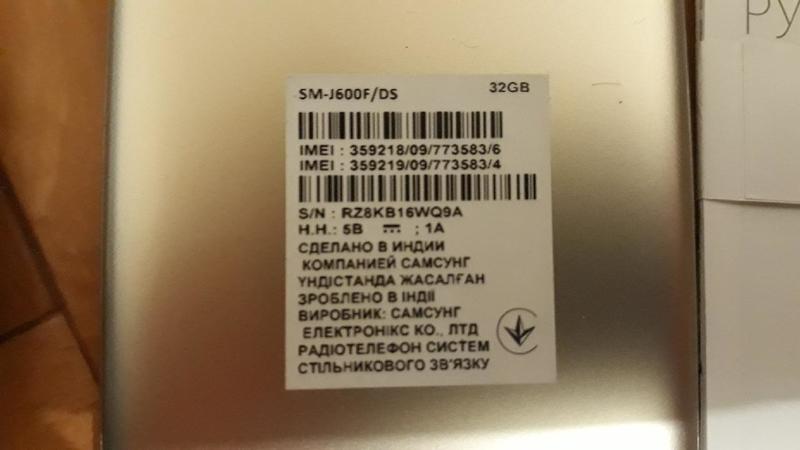 SM-J600F/DS 32GB
IMEI : 359218/09/773583/6
IMEI : 359219/09/773583/4
S/N : RZ8KB16WQ9A
Н.Н.: 5В ⎓ ; 1А
СДЕЛАНО В ИНДИИ
КОМПАНИЕЙ САМСУНГ
ҮНДІСТАНДА ЖАСАЛҒАН
ЗРОБЛЕНО В ІНДІЇ
ВИРОБНИК: САМСУНГ
ЕЛЕКТРОНІКС КО., ЛТД
РАДІОТЕЛЕФОН СИСТЕМ
СТІЛЬНИКОВОГО ЗВ'ЯЗКУ
РУ